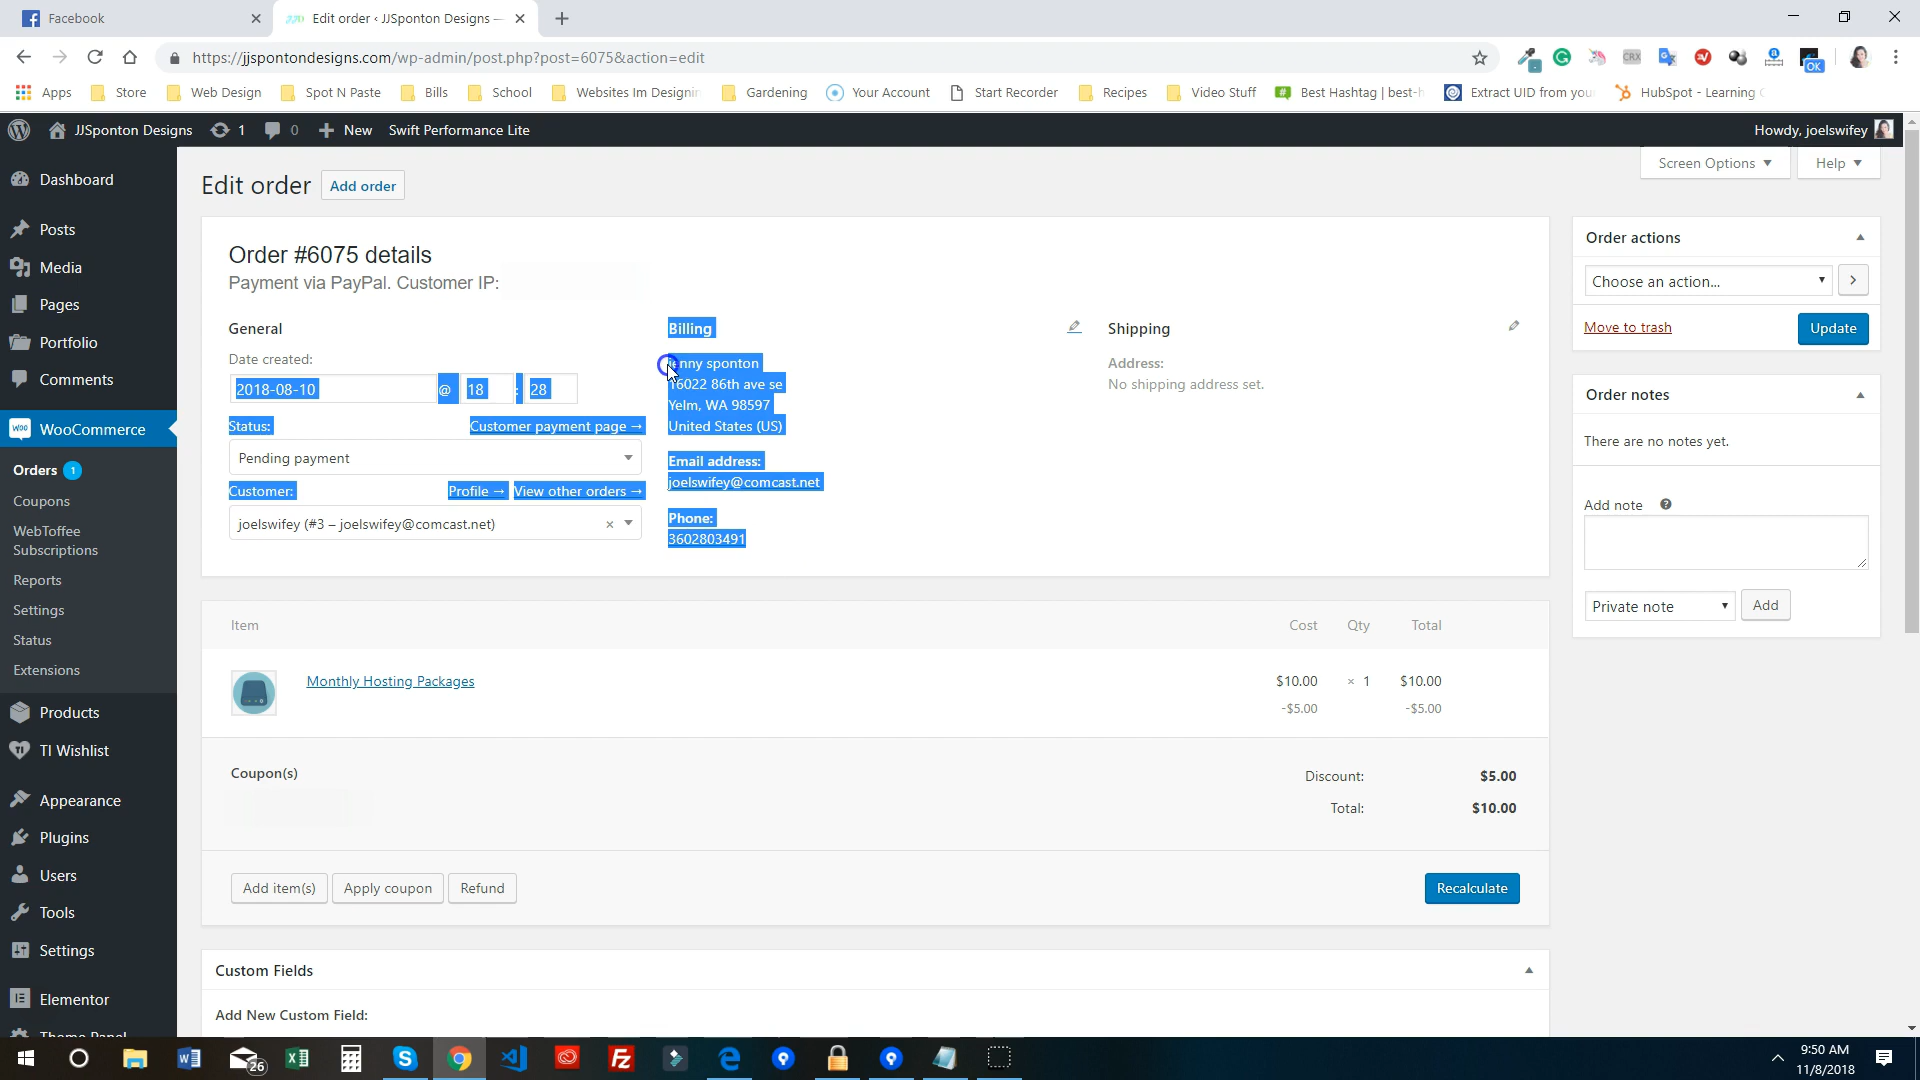 Facebook
Edit order ‹ JJSponton Designs —
https://jjspontondesigns.com/wp-admin/post.php?post=6075&action=edit
CRX
OK
Apps Store Web Design Spot N Paste Bills School Websites Im Designin Gardening Your Account Start Recorder Recipes Video Stuff Best Hashtag | best-h Extract UID from you HubSpot - Learning C
JJSponton Designs 1 0 New Swift Performance Lite Howdy, joelswifey
Screen Options Help
Dashboard
Posts
Media
Pages
Portfolio
Comments
WooCommerce
Orders 1
Coupons
WebToffee
Subscriptions
Reports
Settings
Status
Extensions
Products
TI Wishlist
Appearance
Plugins
Users
Tools
Settings
Elementor
Theme Panel
Edit order Add order
Order #6075 details
Payment via PayPal. Customer IP:
General
Date created:
2018-08-10 @ 18 : 28
Status: Customer payment page →
Pending payment
Customer: Profile → View other orders →
joelswifey (#3 – joelswifey@comcast.net) ×
Billing
jenny sponton
16022 86th ave se
Yelm, WA 98597
United States (US)
Email address:
joelswifey@comcast.net
Phone:
3602803491
Shipping
Address:
No shipping address set.
Item Cost Qty Total
Monthly Hosting Packages $10.00 × 1 $10.00
-$5.00 -$5.00
Coupon(s)
Discount: $5.00
Total: $10.00
Add item(s) Apply coupon Refund Recalculate
Custom Fields
Add New Custom Field:
Order actions
Choose an action...
Move to trash Update
Order notes
There are no notes yet.
Add note
Private note Add
26
9:50 AM
11/8/2018